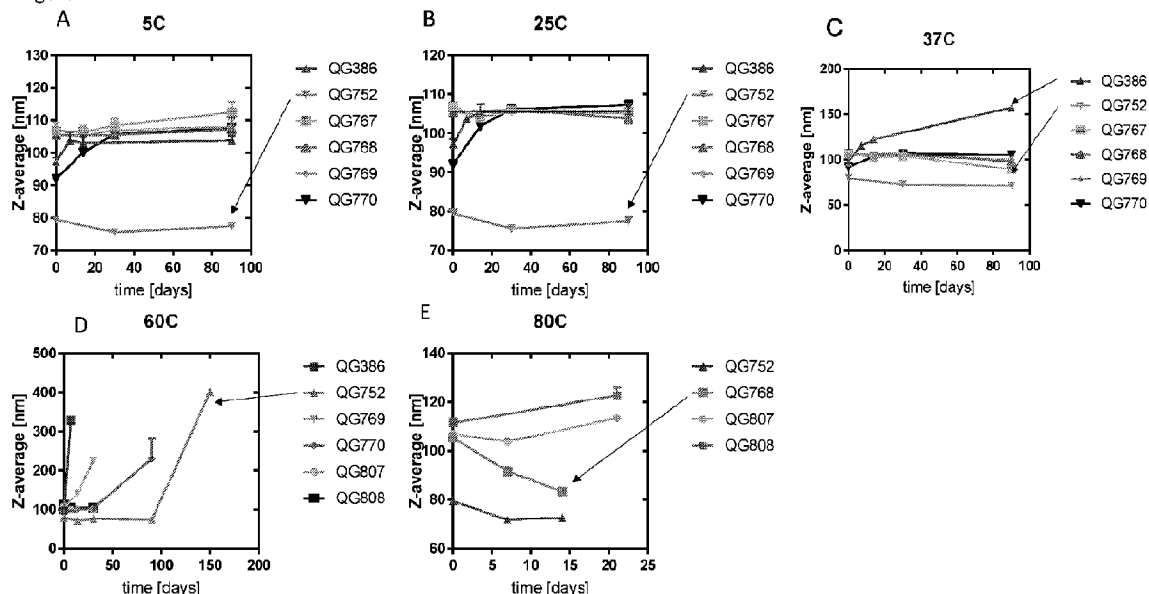 A
5C
Z-average [nm]
130
120
110
100
90
80
70
0 20 40 60 80 100
time [days]
QG386
QG752
QG767
QG768
QG769
QG770
B
25C
Z-average [nm]
130
120
110
100
90
80
70
0 20 40 60 80 100
time [days]
QG386
QG752
QG767
QG768
QG769
QG770
C
37C
Z-average [nm]
200
150
100
50
0
0 20 40 60 80 100
time [days]
QG386
QG752
QG767
QG768
QG769
QG770
D
60C
Z-average [nm]
500
400
300
200
100
0
0 50 100 150 200
time [days]
QG386
QG752
QG769
QG770
QG807
QG808
E
80C
Z-average [nm]
140
120
100
80
60
0 5 10 15 20 25
time [days]
QG752
QG768
QG807
QG808